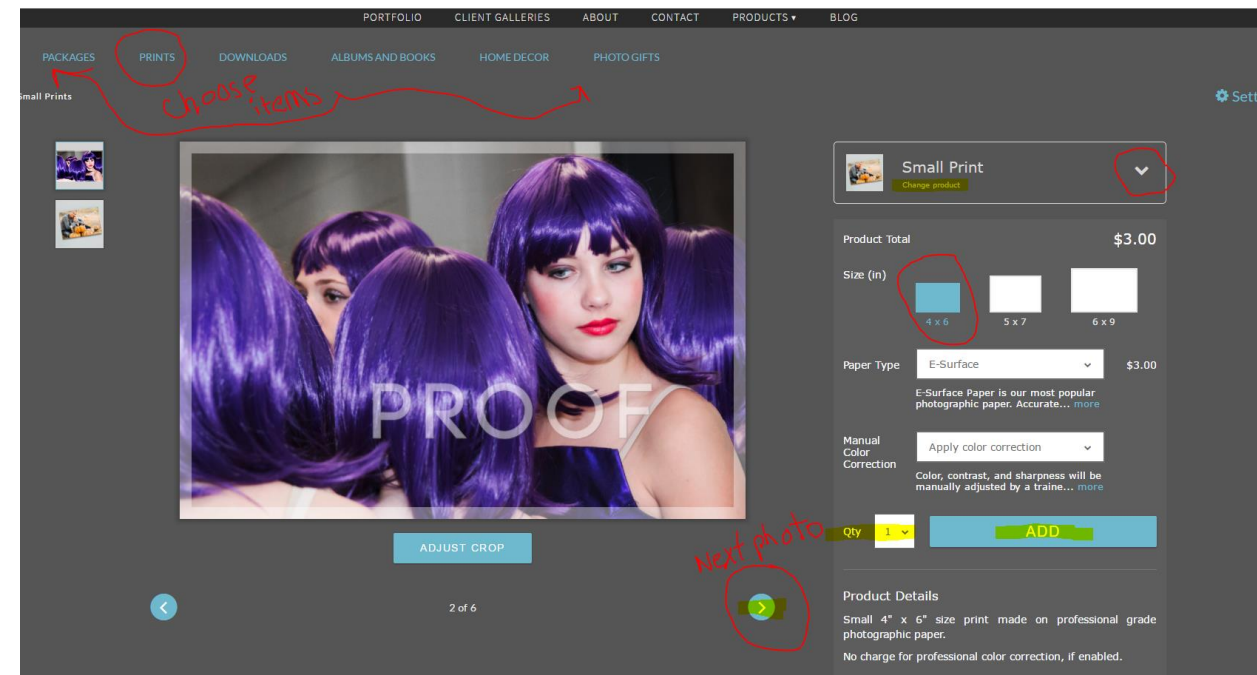 PORTFOLIO CLIENT GALLERIES ABOUT CONTACT PRODUCTS ▾ BLOG
PACKAGES PRINTS DOWNLOADS ALBUMS AND BOOKS HOME DECOR PHOTO GIFTS
choose
items
Small Prints
Sett
Small Print
Change product
Product Total $3.00
Size (in)
4 x 6 5 x 7 6 x 9
Paper Type E-Surface $3.00
E-Surface Paper is our most popular
photographic paper. Accurate... more
PROOF
Manual
Color
Correction
Apply color correction
Color, contrast, and sharpness will be
manually adjusted by a traine... more
Next photo
Qty 1 ADD
ADJUST CROP
2 of 6
Product Details
Small 4" x 6" size print made on professional grade
photographic paper.
No charge for professional color correction, if enabled.